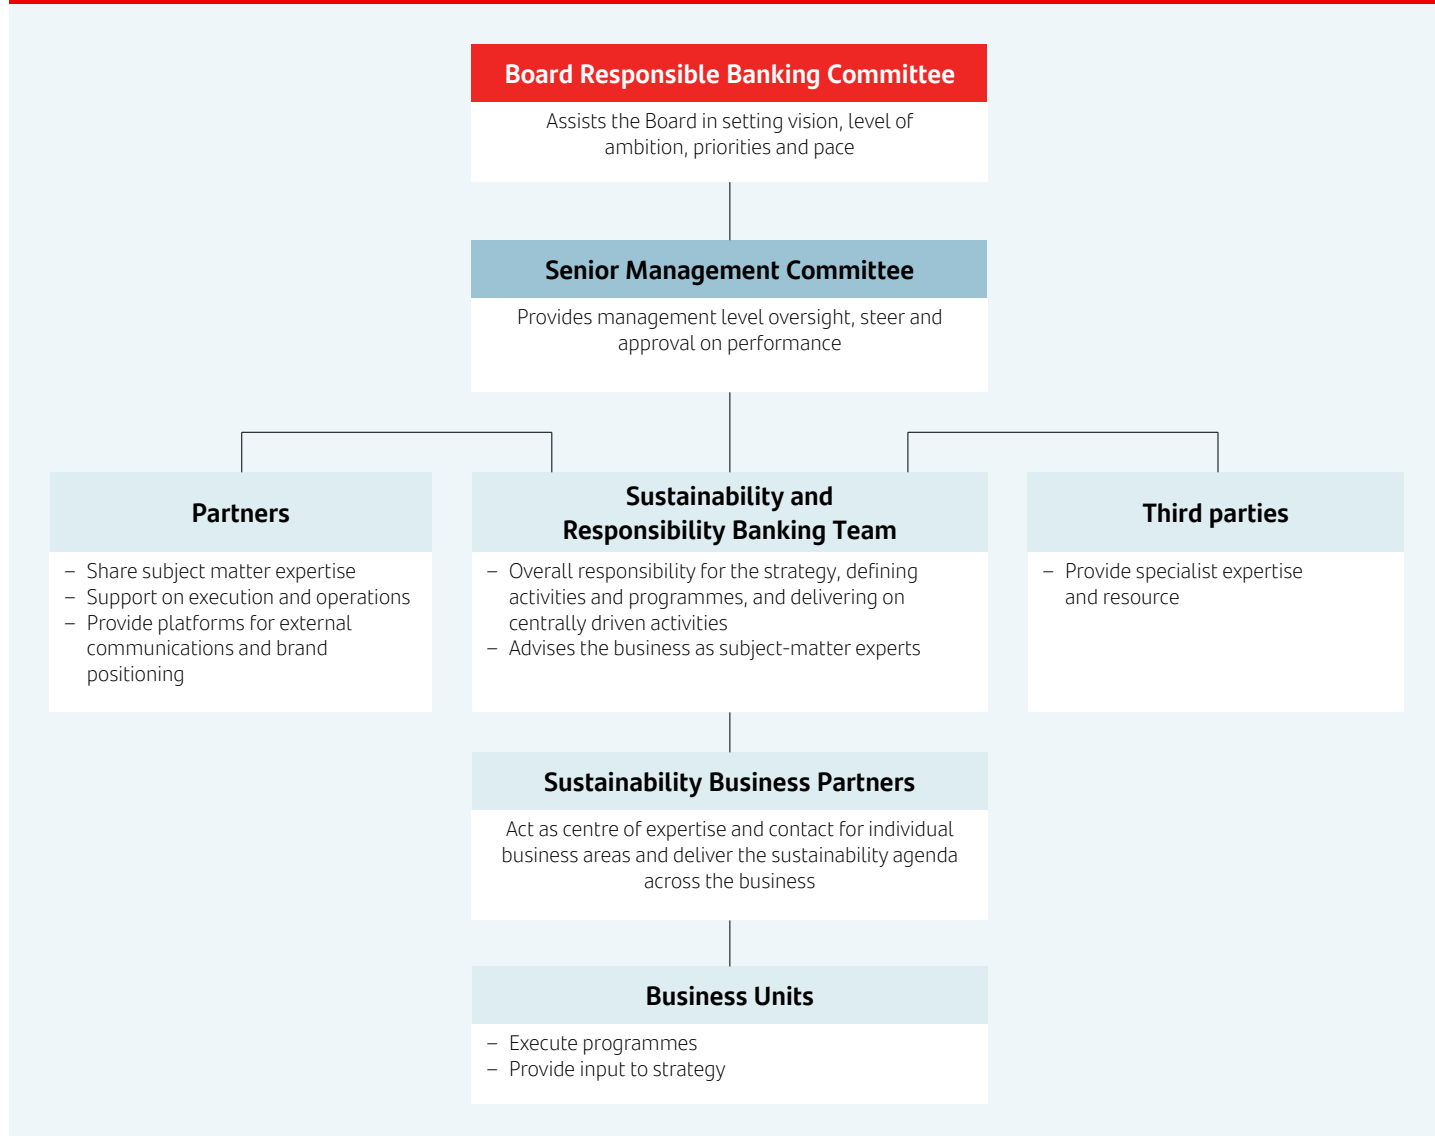 Board Responsible Banking Committee
Assists the Board in setting vision, level of
ambition, priorities and pace
Senior Management Committee
Provides management level oversight, steer and
approval on performance
Partners
– Share subject matter expertise
– Support on execution and operations
– Provide platforms for external
communications and brand
positioning
Sustainability and
Responsibility Banking Team
– Overall responsibility for the strategy, defining
activities and programmes, and delivering on
centrally driven activities
– Advises the business as subject-matter experts
Third parties
– Provide specialist expertise
and resource
Sustainability Business Partners
Act as centre of expertise and contact for individual
business areas and deliver the sustainability agenda
across the business
Business Units
– Execute programmes
– Provide input to strategy